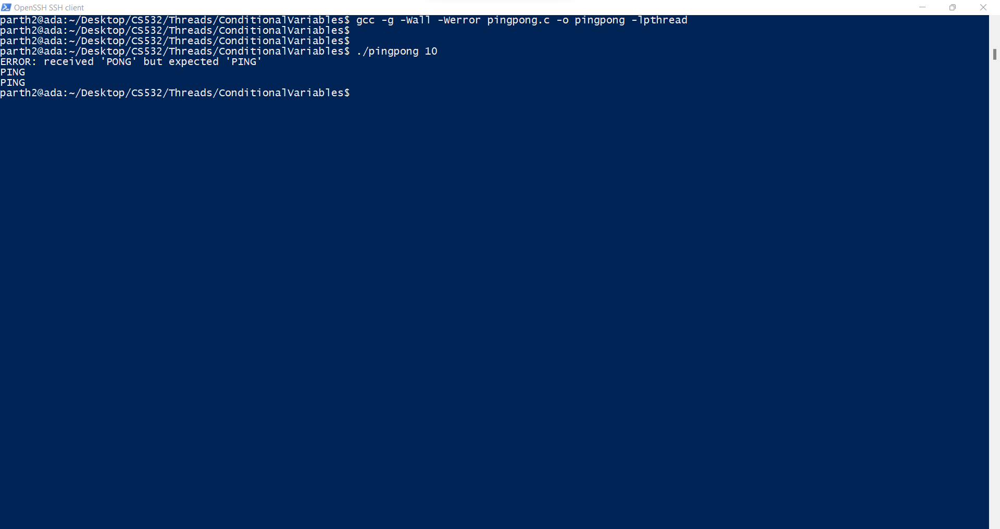 OpenSSH SSH client
parth2@ada:~/Desktop/CS532/Threads/ConditionalVariables$ gcc -g -Wall -Werror pingpong.c -o pingpong -lpthread
parth2@ada:~/Desktop/CS532/Threads/ConditionalVariables$
parth2@ada:~/Desktop/CS532/Threads/ConditionalVariables$
parth2@ada:~/Desktop/CS532/Threads/ConditionalVariables$ ./pingpong 10
ERROR: received 'PONG' but expected 'PING'
PING
PING
parth2@ada:~/Desktop/CS532/Threads/ConditionalVariables$